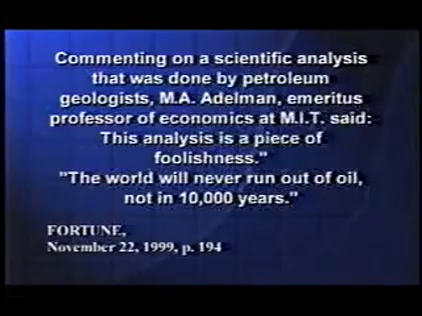 Commenting on a scientific analysis
that was done by petroleum
geologists, M.A. Adelman, emeritus
professor of economics at M.I.T. said:
This analysis is a piece of
foolishness."
"The world will never run out of oil,
not in 10,000 years."
FORTUNE,
November 22, 1999, p. 194